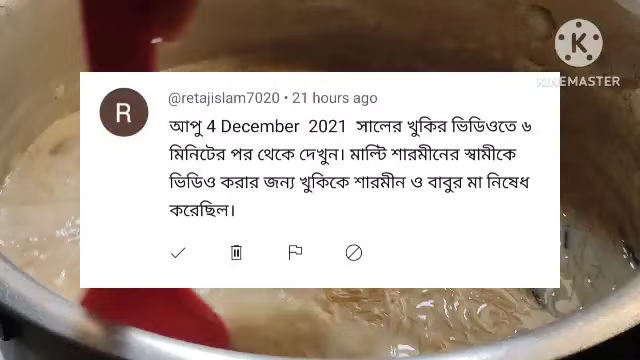 K
KINEMASTER
R
@retajislam7020 • 21 hours ago
আপু 4 December 2021 সালের খুকির ভিডিওতে ৬
মিনিটের পর থেকে দেখুন। মাল্টি শারমীনের স্বামীকে
ভিডিও করার জন্য খুকিকে শারমীন ও বাবুর মা নিষেধ
করেছিল।